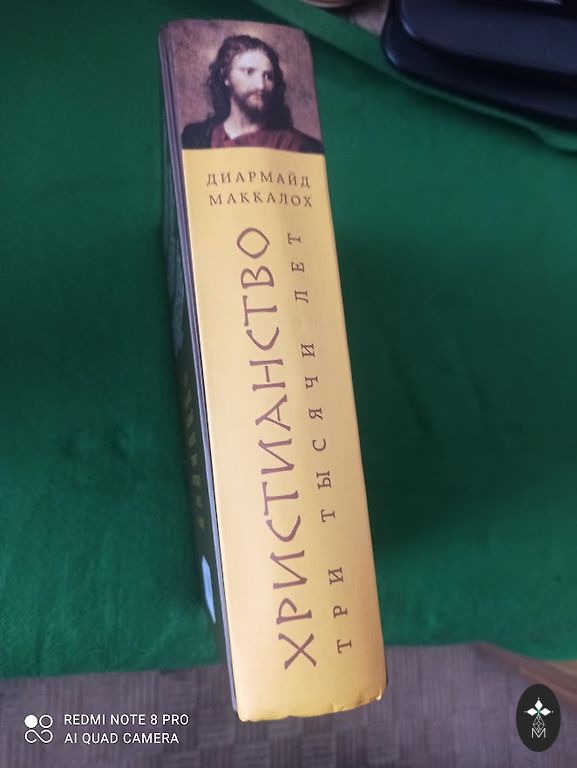 ДИАРМАЙД
МАККАЛОХ
ХРИСТИАНСТВО
ТРИ ТЫСЯЧИ ЛЕТ
REDMI NOTE 8 PRO
AI QUAD CAMERA
M